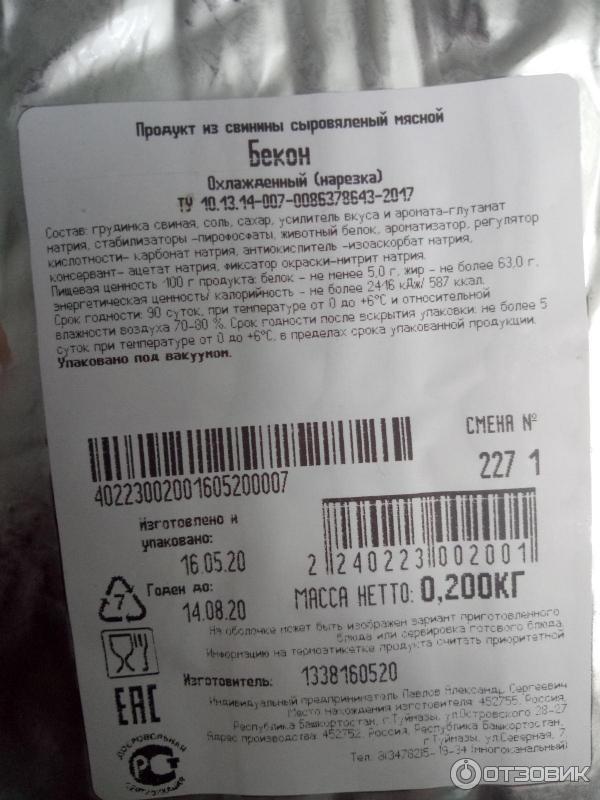 Продукт из свинины сыровяленый мясной
Бекон
Охлажденный (нарезка)
ТУ 10.13.14-007-0086378643-2017
Состав: грудинка свиная, соль, сахар, усилитель вкуса и аромата-глутамат
натрия, стабилизаторы -пирофосфаты, животный белок, ароматизатор, регулятор
кислотности- карбонат натрия, антиокислитель -изоаскорбат натрия,
консервант- ацетат натрия, фиксатор окраски-нитрит натрия.
Пищевая ценность 100 г продукта: белок - не менее 5,0 г, жир - не более 63,0 г,
энергетическая ценность/ калорийность - не более 2416 кДж/ 587 ккал.
Срок годности: 90 суток, при температуре от 0 до +6°С и относительной
влажности воздуха 70-80 %. Срок годности после вскрытия упаковки: не более 5
суток при температуре от 0 до +6°С, в пределах срока упакованной продукции.
Упаковано под вакуумом.
СМЕНА №
227 1
40223002001605200007
Изготовлено и
упаковано:
16.05.20
2 240223 002001
Годен до:
14.08.20
МАССА НЕТТО: 0,200КГ
7
На оболочке может быть изображен вариант приготовленного
блюда или сервировка готового блюда.
Информацию на термоэтикетке продукта считать приоритетной
Изготовитель: 1338160520
Индивидуальный предприниматель Павлов Александр Сергеевич
Место нахождения изготовителя: 452755, Россия,
Республика Башкортостан, г.Туймазы, ул.Островского 28-27
Адрес производства: 452752, Россия, Республика Башкортостан,
г.Туймазы, ул.Северная, 7
Тел. 8(34782)5- 19-34 (многоканальный)
EAC
ДОБРОВОЛЬНАЯ
РСТ
СЕРТИФИКАЦИЯ
ОТЗОВИК